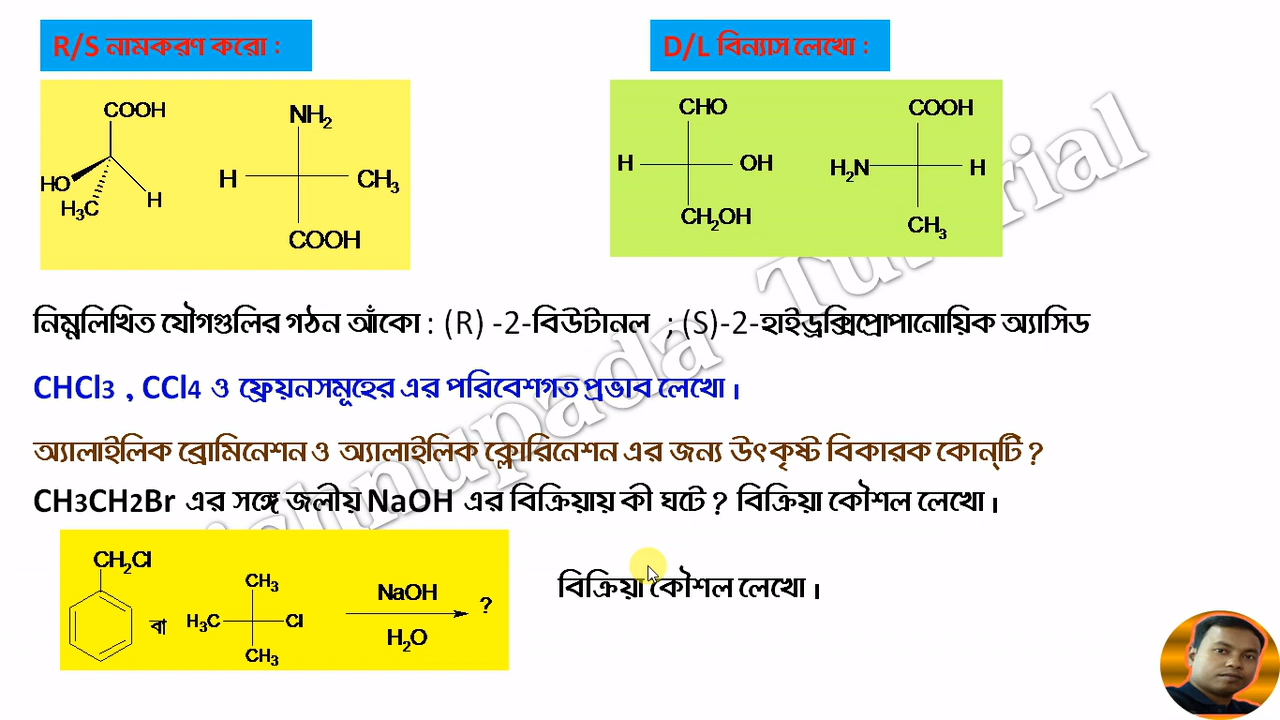 R/S নামকরণ করো :
D/L বিন্যাস লেখো :
COOH
HO
H₃C
H
NH₂
H
CH₃
COOH
CHO
H
OH
CH₂OH
COOH
H₂N
H
CH₃
নিম্নলিখিত যৌগগুলির গঠন আঁকো : (R) -2-বিউটানল ; (S)-2-হাইড্রক্সিপ্রোপানোয়িক অ্যাসিড
CHCl3 , CCl4 ও ফ্রেয়নসমূহের এর পরিবেশগত প্রভাব লেখো।
অ্যালাইলিক ব্রোমিনেশন ও অ্যালাইলিক ক্লোরিনেশন এর জন্য উৎকৃষ্ট বিকারক কোন্‌টি ?
CH3CH2Br এর সঙ্গে জলীয় NaOH এর বিক্রিয়ায় কী ঘটে ? বিক্রিয়া কৌশল লেখো।
CH₂Cl
বা
CH₃
H₃C
Cl
CH₃
NaOH
H₂O
?
বিক্রিয়া কৌশল লেখো।
Tutorial